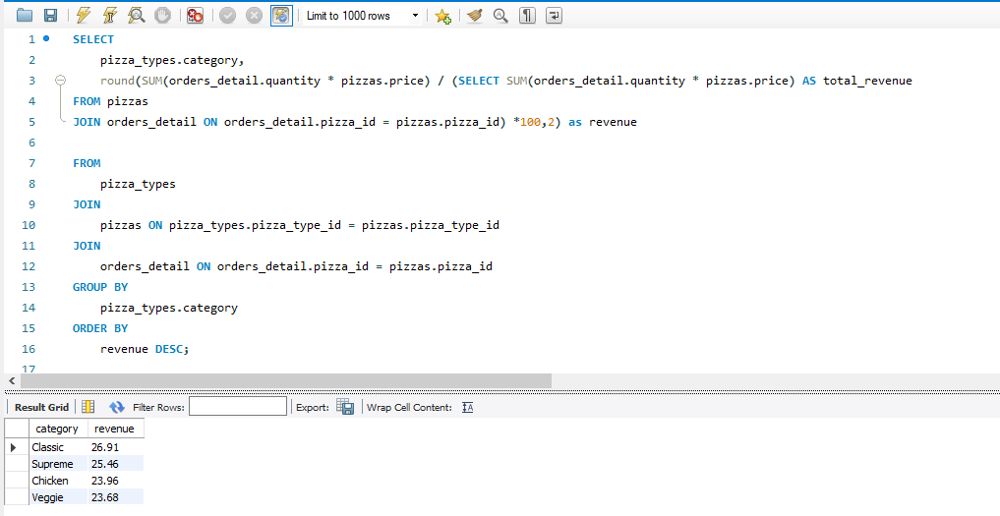 Limit to 1000 rows
1 SELECT
2 pizza_types.category,
3 round(SUM(orders_detail.quantity * pizzas.price) / (SELECT SUM(orders_detail.quantity * pizzas.price) AS total_revenue
4 FROM pizzas
5 JOIN orders_detail ON orders_detail.pizza_id = pizzas.pizza_id) *100,2) as revenue
6
7 FROM
8 pizza_types
9 JOIN
10 pizzas ON pizza_types.pizza_type_id = pizzas.pizza_type_id
11 JOIN
12 orders_detail ON orders_detail.pizza_id = pizzas.pizza_id
13 GROUP BY
14 pizza_types.category
15 ORDER BY
16 revenue DESC;
17
Result Grid Filter Rows: Export: Wrap Cell Content: IA
category revenue
Classic 26.91
Supreme 25.46
Chicken 23.96
Veggie 23.68